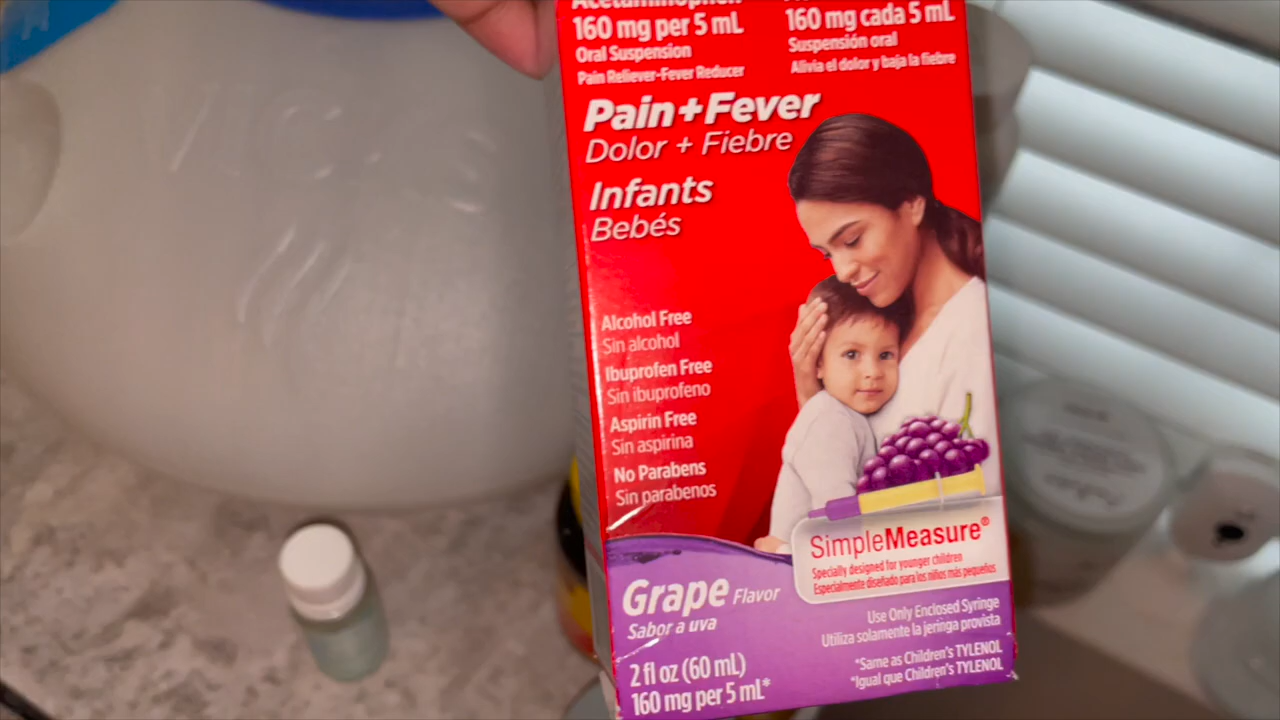 Acetaminophen
160 mg per 5 mL
Oral Suspension
Pain Reliever-Fever Reducer
160 mg cada 5 mL
Suspensión oral
Alivia el dolor y baja la fiebre
Pain+Fever
Dolor + Fiebre
Infants
Bebés
Alcohol Free
Sin alcohol
Ibuprofen Free
Sin ibuprofeno
Aspirin Free
Sin aspirina
No Parabens
Sin parabenos
SimpleMeasure®
Specially designed for younger children
Especialmente diseñado para los niños más pequeños
Grape Flavor
Sabor a uva
Use Only Enclosed Syringe
Utiliza solamente la jeringa provista
2 fl oz (60 mL)
160 mg per 5 mL*
*Same as Children's TYLENOL
*Igual que Children's TYLENOL